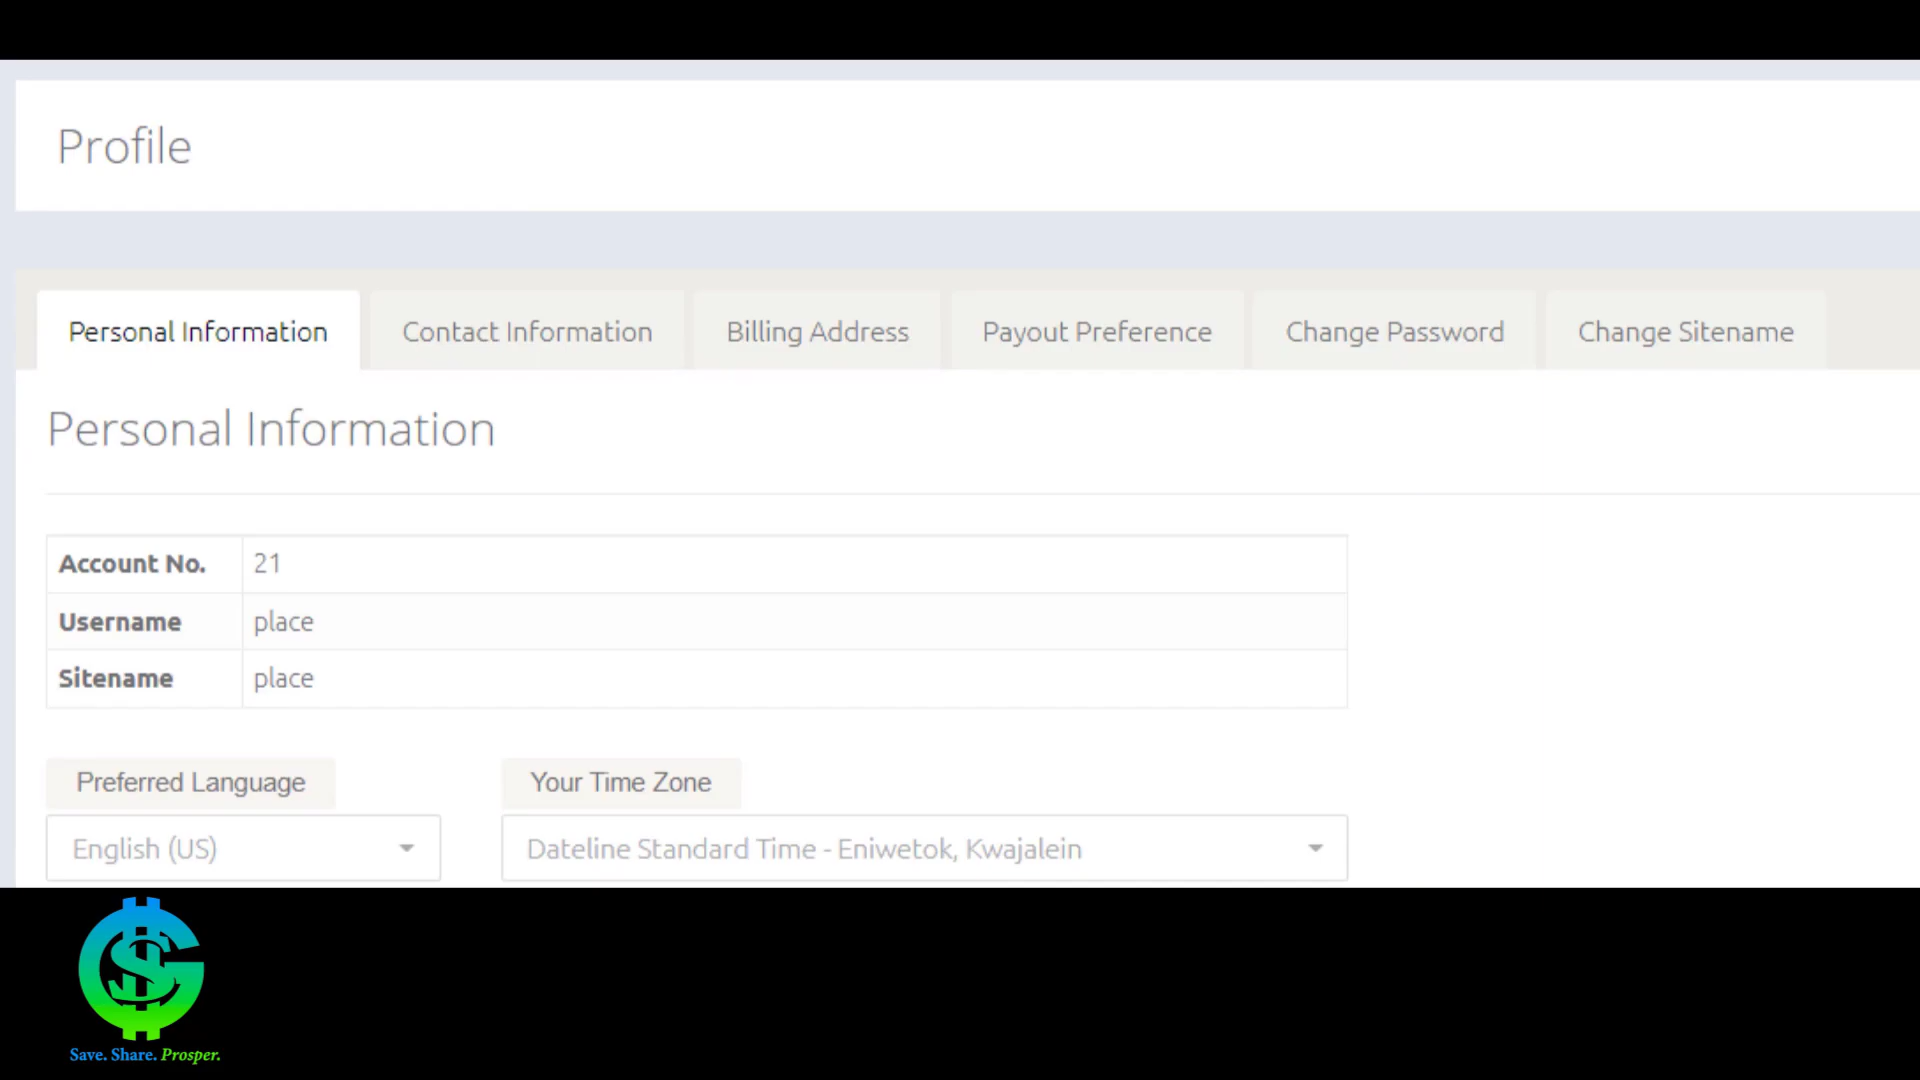 Profile
Personal Information Contact Information Billing Address Payout Preference Change Password Change Sitename
Personal Information
Account No. 21
Username place
Sitename place
Preferred Language Your Time Zone
English (US) Dateline Standard Time - Eniwetok, Kwajalein
Save. Share. Prosper.